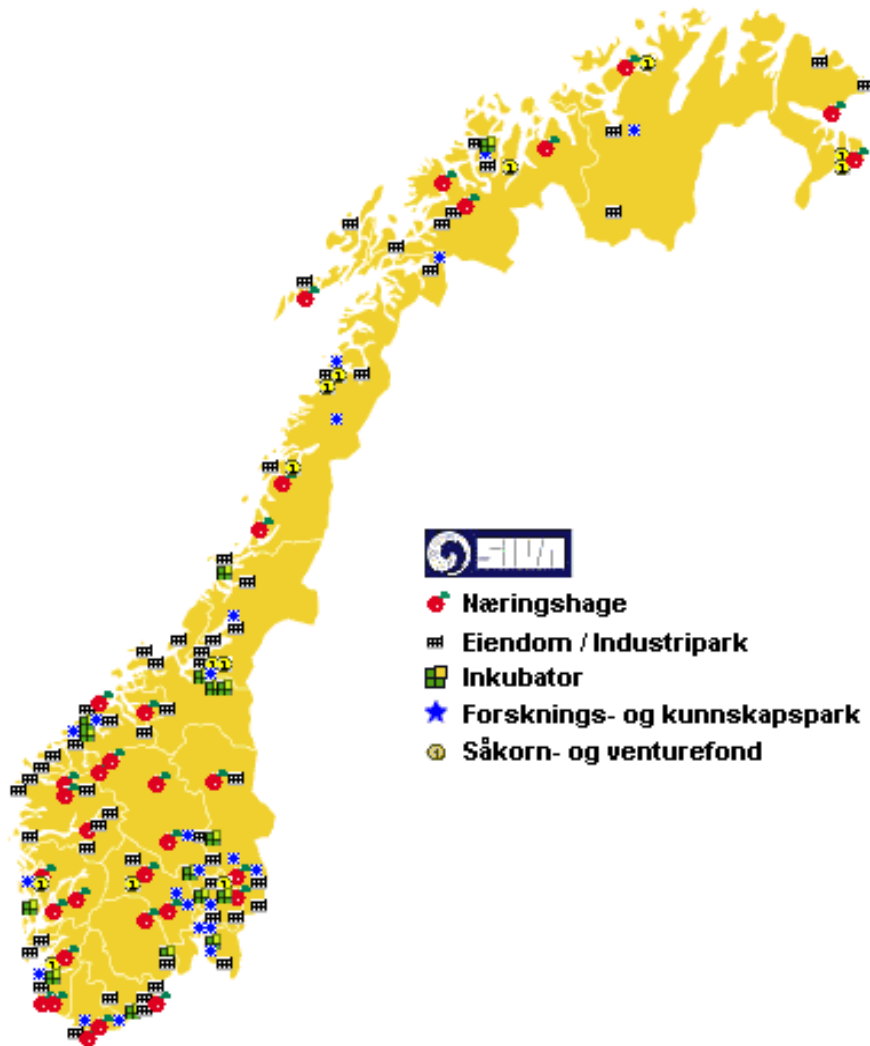 SIVA
Næringshage
Eiendom / Industripark
Inkubator
Forsknings- og kunnskapspark
Såkorn- og venturefond